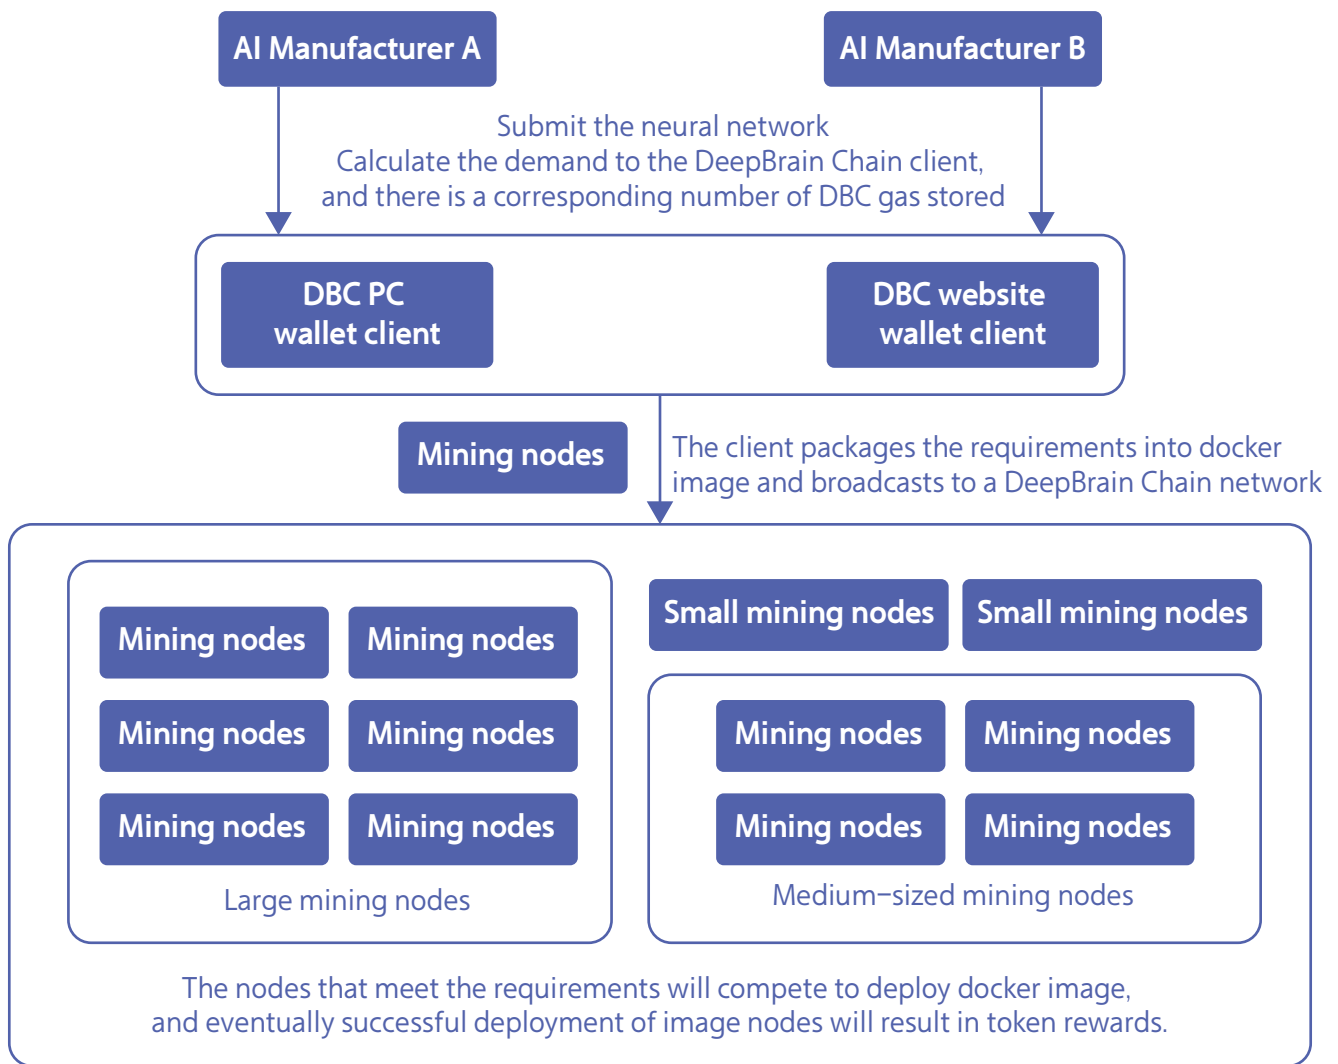 AI Manufacturer A
AI Manufacturer B
Submit the neural network
Calculate the demand to the DeepBrain Chain client,
and there is a corresponding number of DBC gas stored
DBC PC
wallet client
DBC website
wallet client
Mining nodes
The client packages the requirements into docker
image and broadcasts to a DeepBrain Chain network
Mining nodes
Mining nodes
Mining nodes
Mining nodes
Mining nodes
Mining nodes
Large mining nodes
Small mining nodes
Small mining nodes
Mining nodes
Mining nodes
Mining nodes
Mining nodes
Medium-sized mining nodes
The nodes that meet the requirements will compete to deploy docker image,
and eventually successful deployment of image nodes will result in token rewards.